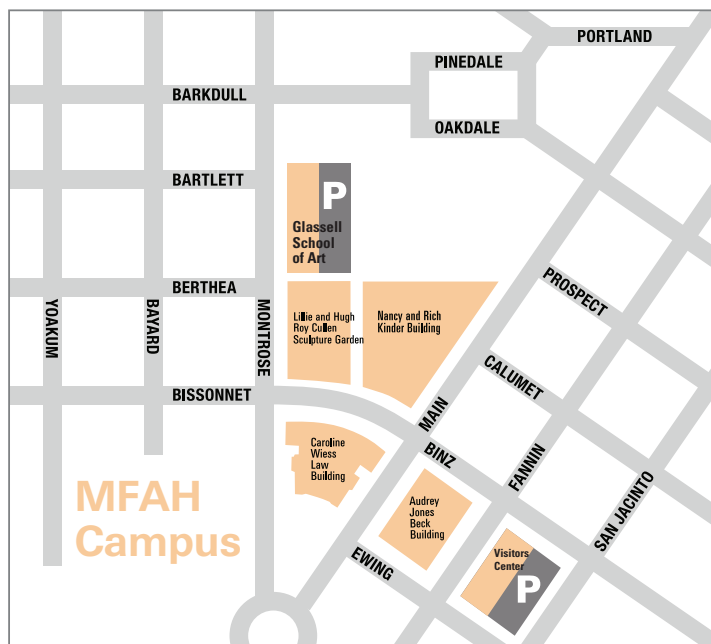 PORTLAND
PINEDALE
BARKDULL
OAKDALE
BARTLETT
P
Glassell
School
of Art
BERTHEA
PROSPECT
YOAKUM
BAYARD
MONTROSE
Lillie and Hugh
Roy Cullen
Sculpture Garden
Nancy and Rich
Kinder Building
CALUMET
BISSONNET
MAIN
BINZ
Caroline
Wiess
Law
Building
FANNIN
SAN JACINTO
MFAH
Campus
Audrey
Jones
Beck
Building
EWING
Visitors
Center
P